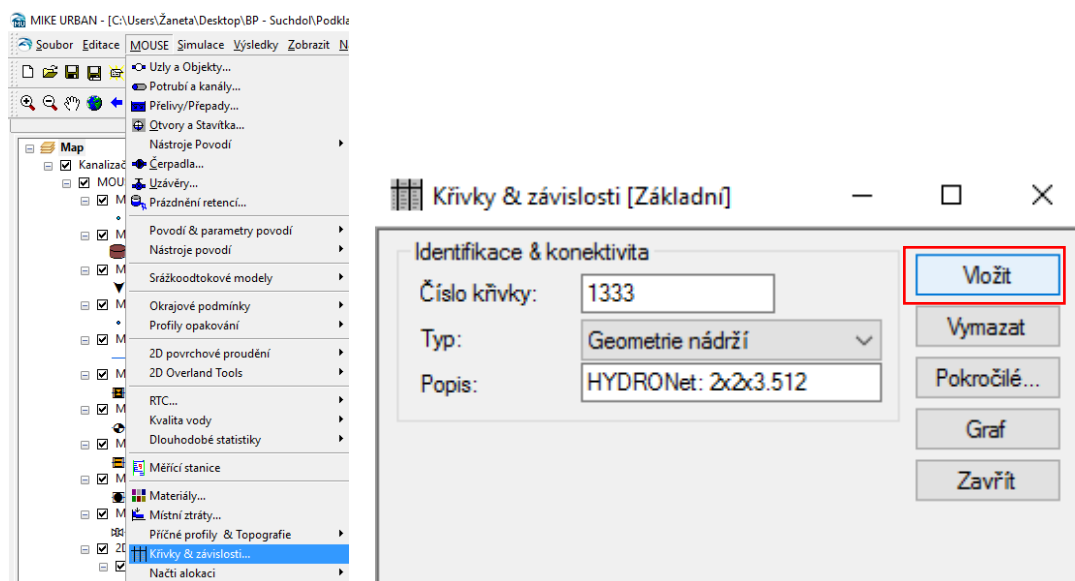 MIKE URBAN - [C:\Users\Žaneta\Desktop\BP - Suchdol\Podkla
Soubor Editace MOUSE Simulace Výsledky Zobrazit N
Uzly a Objekty...
Potrubí a kanály...
Přelivy/Přepady...
Otvory a Stavítka...
Nástroje Povodí
Čerpadla...
Uzávěry...
Prázdnění retencí...
Povodí & parametry povodí
Nástroje povodí
Srážkoodtokové modely
Okrajové podmínky
Profily opakování
2D povrchové proudění
2D Overland Tools
RTC...
Kvalita vody
Dlouhodobé statistiky
Měřící stanice
Materiály...
Místní ztráty...
Příčné profily & Topografie
Křivky & závislosti...
Načti alokaci
Map
Kanalizač
MOU
M
M
M
M
M
M
M
M
M
M
2D
Křivky & závislosti [Základní]
Identifikace & konektivita
Číslo křivky: 1333
Typ: Geometrie nádrží
Popis: HYDRONet: 2x2x3.512
Vložit
Vymazat
Pokročilé...
Graf
Zavřít